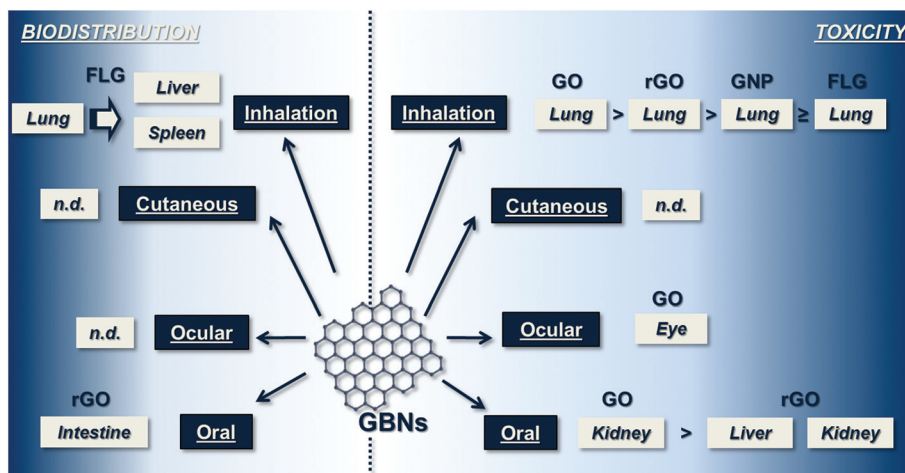 BIODISTRIBUTION
TOXICITY
FLG
Lung
Liver
Spleen
Inhalation
n.d.
Cutaneous
n.d.
Ocular
rGO
Intestine
Oral
GBNs
Inhalation
GO rGO GNP FLG
Lung > Lung > Lung ≥ Lung
Cutaneous
n.d.
Ocular
GO
Eye
Oral
GO rGO
Kidney > Liver Kidney